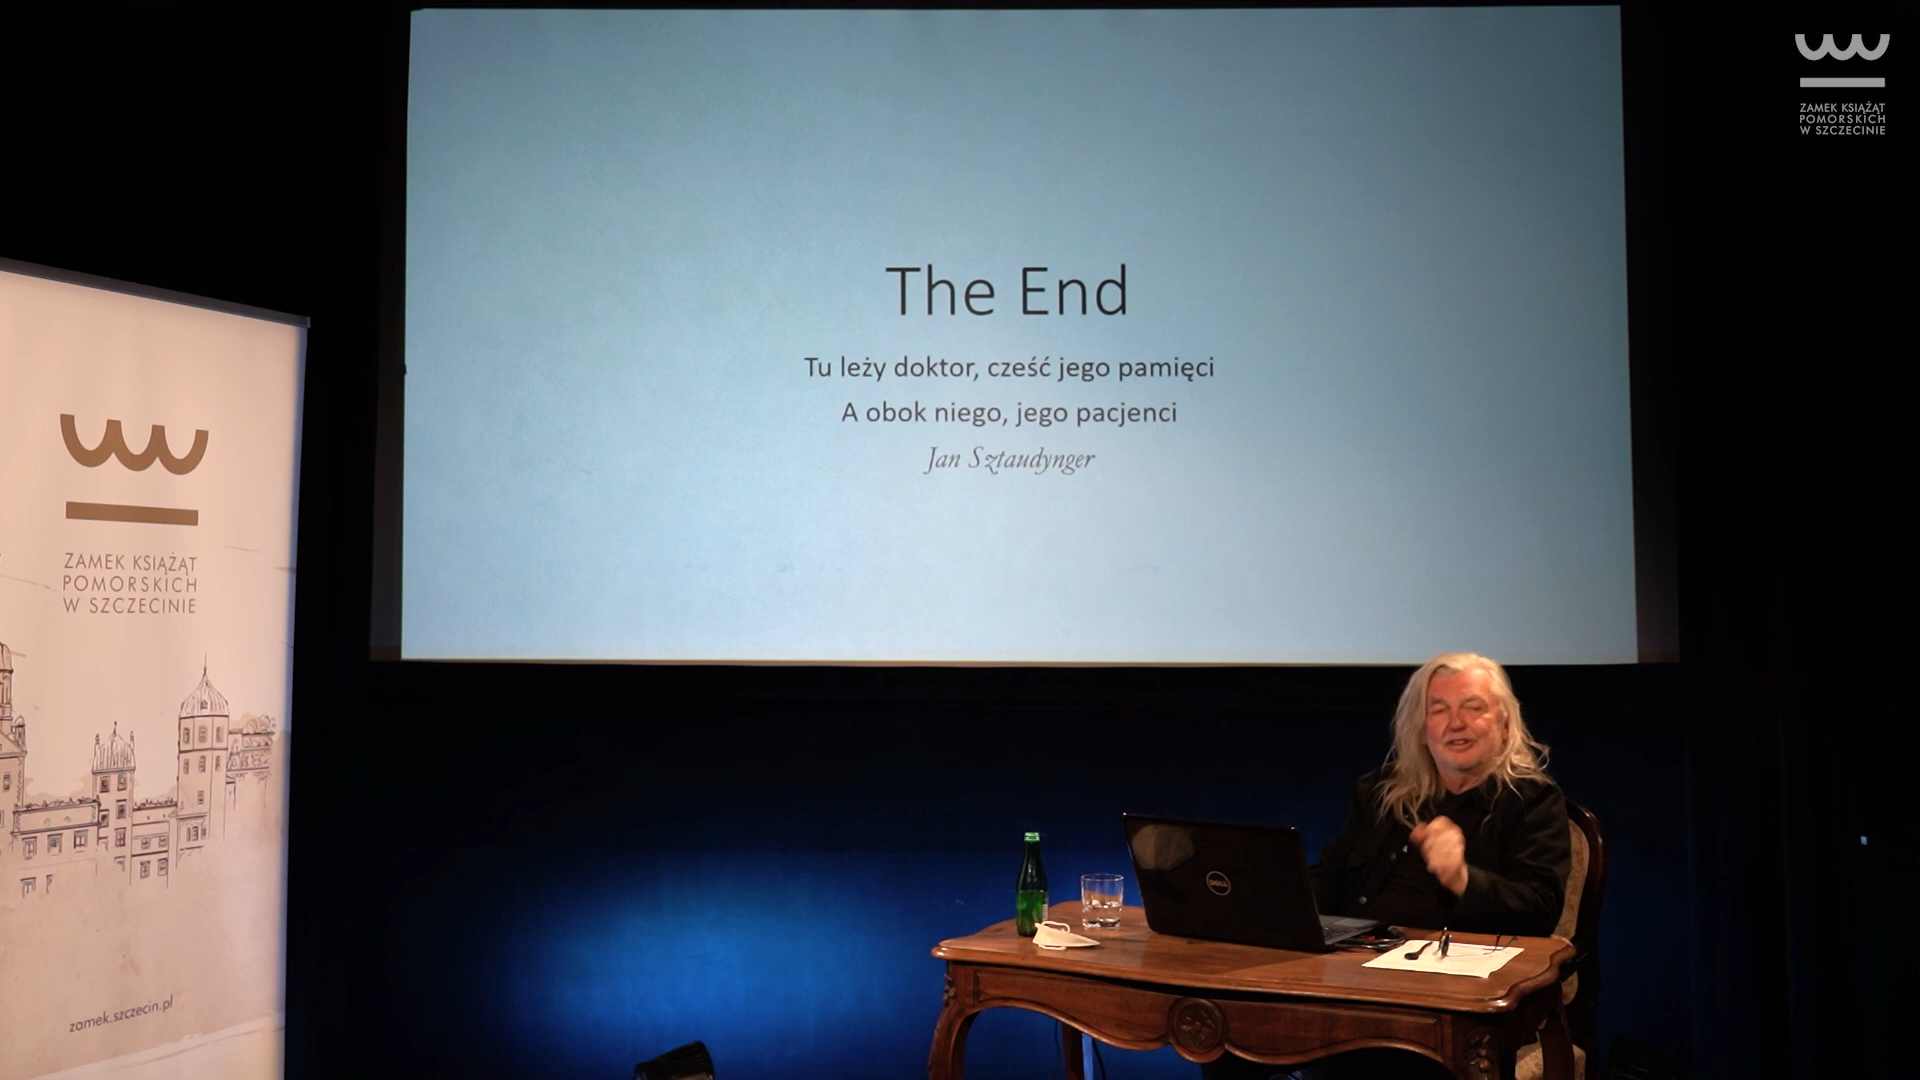 The End
Tu leży doktor, cześć jego pamięci
A obok niego, jego pacjenci
Jan Sztaudynger
ZAMEK KSIĄŻĄT
POMORSKICH
W SZCZECINIE
ZAMEK KSIĄŻĄT
POMORSKICH
W SZCZECINIE
zamek.szczecin.pl
DELL